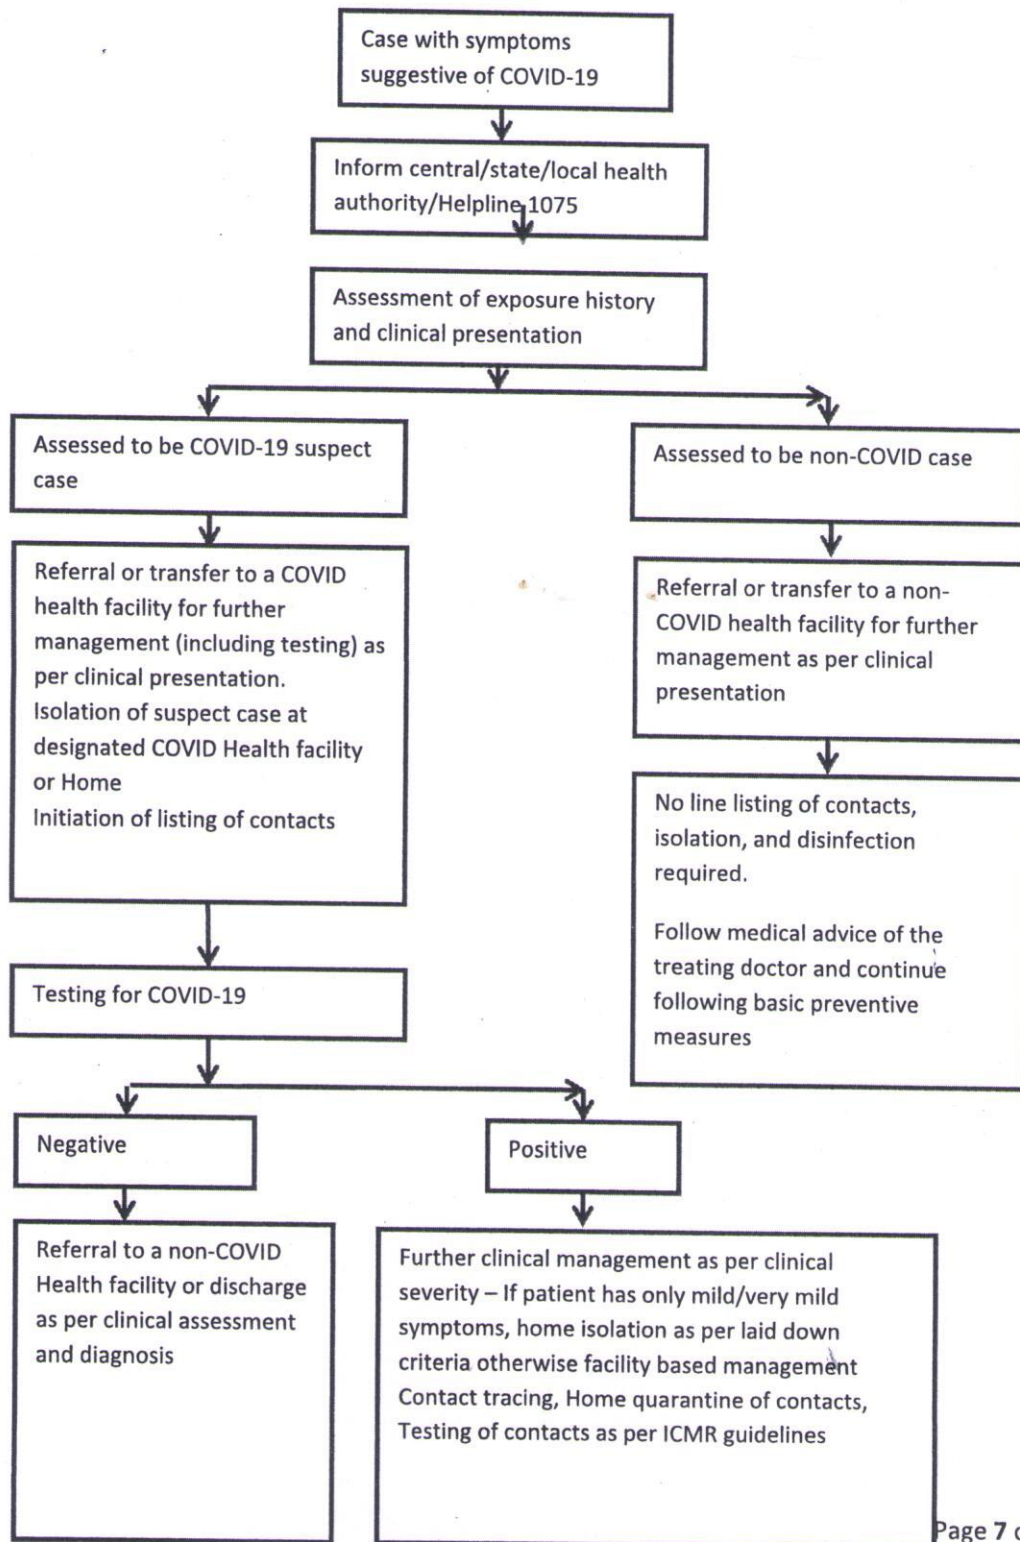 Case with symptoms
suggestive of COVID-19
Inform central/state/local health
authority/Helpline 1075
Assessment of exposure history
and clinical presentation
Assessed to be COVID-19 suspect
case
Assessed to be non-COVID case
Referral or transfer to a COVID
health facility for further
management (including testing) as
per clinical presentation.
Isolation of suspect case at
designated COVID Health facility
or Home
Initiation of listing of contacts
Referral or transfer to a non-
COVID health facility for further
management as per clinical
presentation
No line listing of contacts,
isolation, and disinfection
required.
Follow medical advice of the
treating doctor and continue
following basic preventive
measures
Testing for COVID-19
Negative
Positive
Referral to a non-COVID
Health facility or discharge
as per clinical assessment
and diagnosis
Further clinical management as per clinical
severity – If patient has only mild/very mild
symptoms, home isolation as per laid down
criteria otherwise facility based management
Contact tracing, Home quarantine of contacts,
Testing of contacts as per ICMR guidelines
Page 7